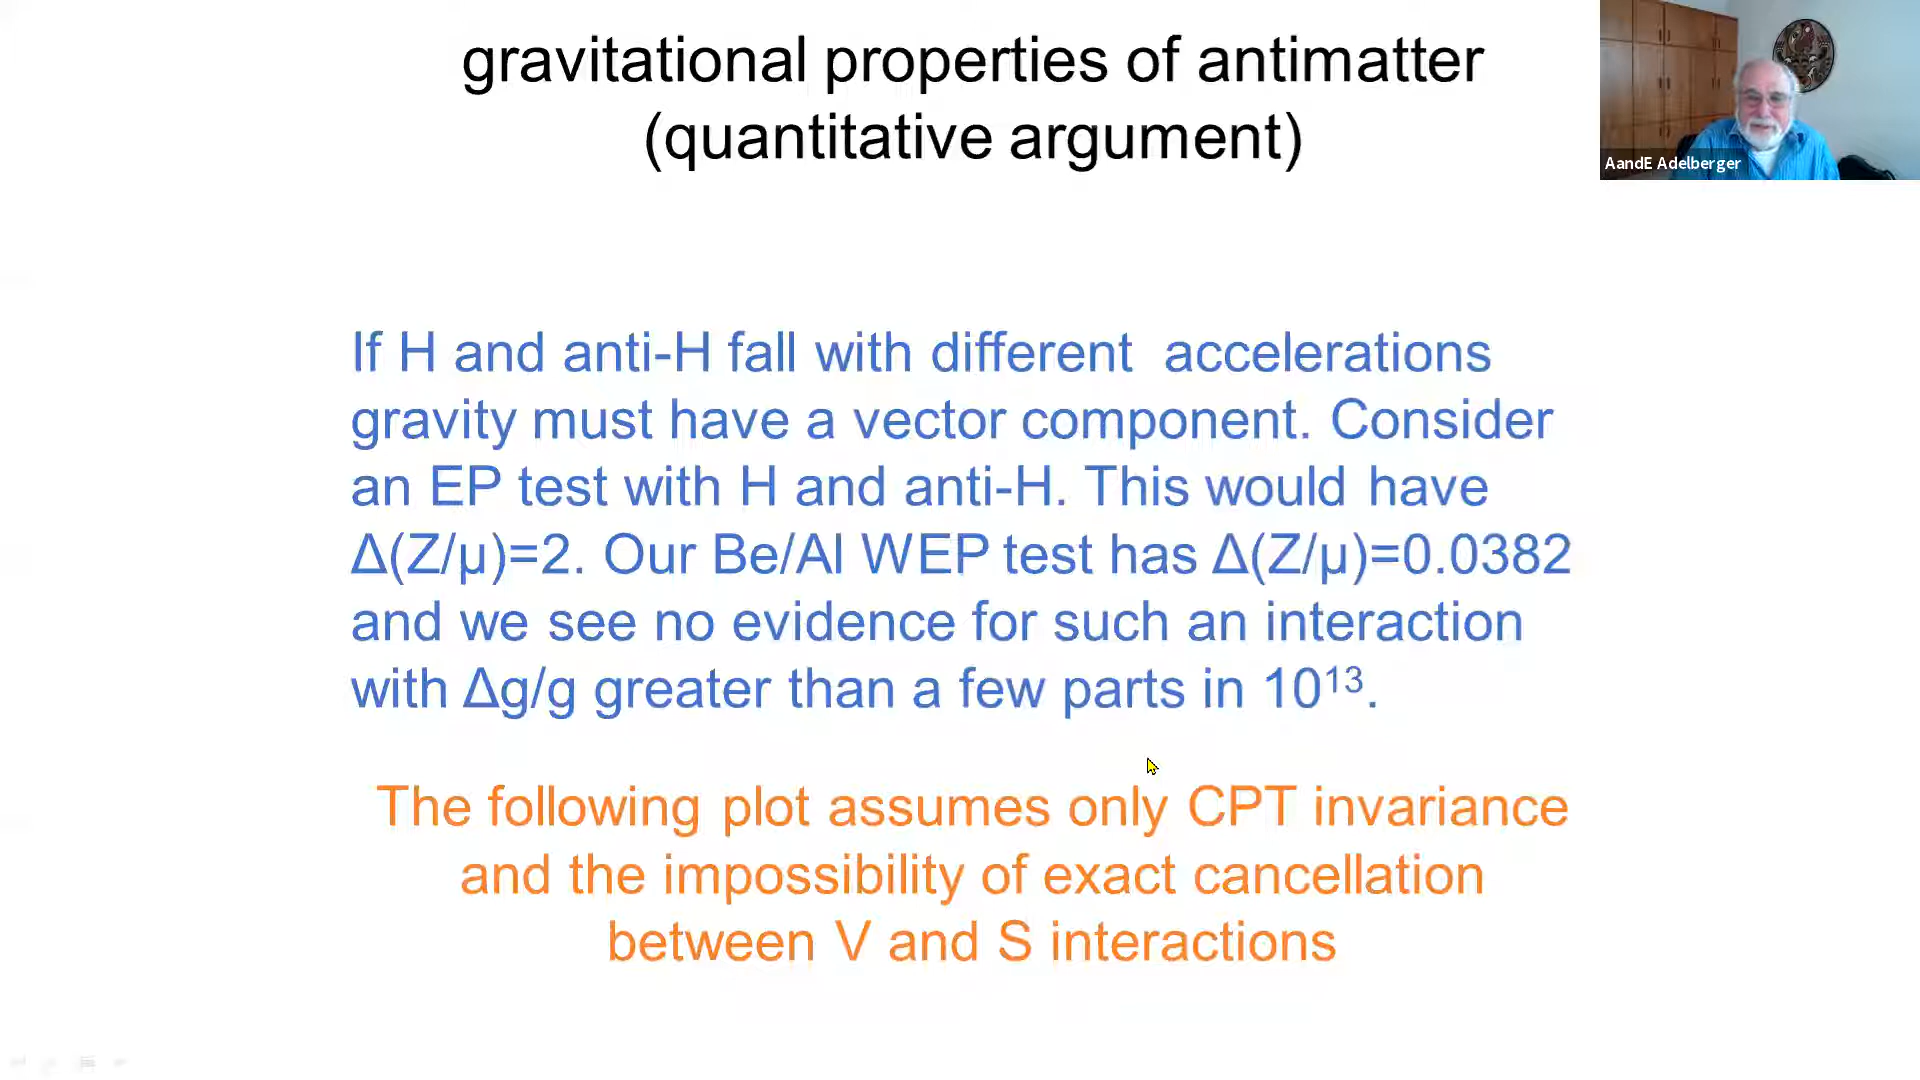 gravitational properties of antimatter
(quantitative argument)
AandE Adelberger
If H and anti-H fall with different accelerations
gravity must have a vector component. Consider
an EP test with H and anti-H. This would have
Δ(Z/μ)=2. Our Be/Al WEP test has Δ(Z/μ)=0.0382
and we see no evidence for such an interaction
with Δg/g greater than a few parts in 10¹³.
The following plot assumes only CPT invariance
and the impossibility of exact cancellation
between V and S interactions